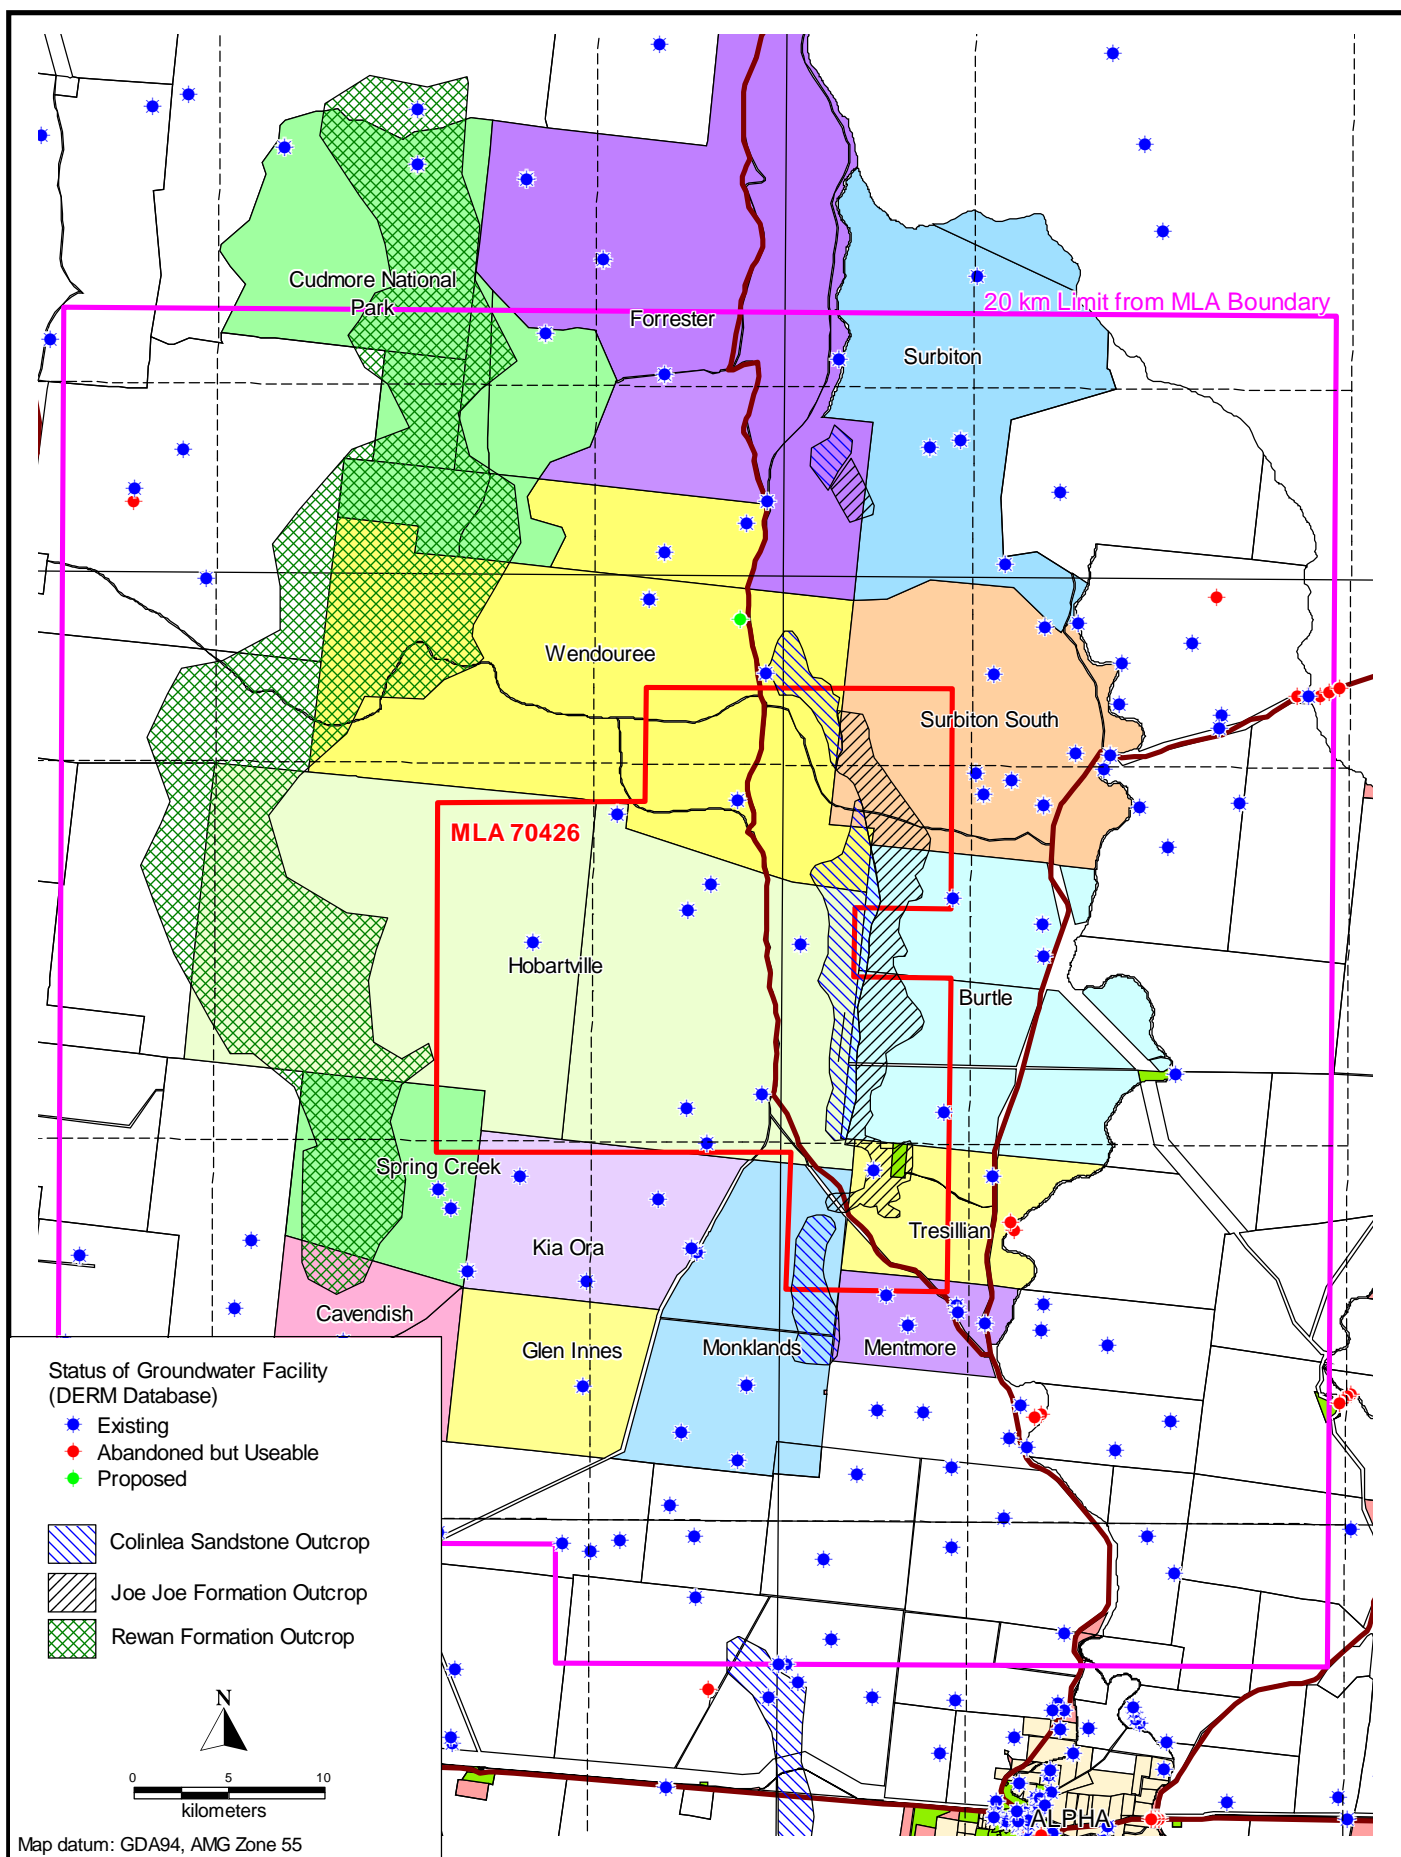 Cudmore National
Park
20 km Limit from MLA Boundary
Forrester
Surbiton
Wendouree
Surbiton South
MLA 70426
Hobartville
Burtle
Spring Creek
Tresillian
Kia Ora
Cavendish
Glen Innes
Monklands
Mentmore
Status of Groundwater Facility
(DERM Database)
Existing
Abandoned but Useable
Proposed
Colinlea Sandstone Outcrop
Joe Joe Formation Outcrop
Rewan Formation Outcrop
N
0 5 10
kilometers
ALPHA
Map datum: GDA94, AMG Zone 55